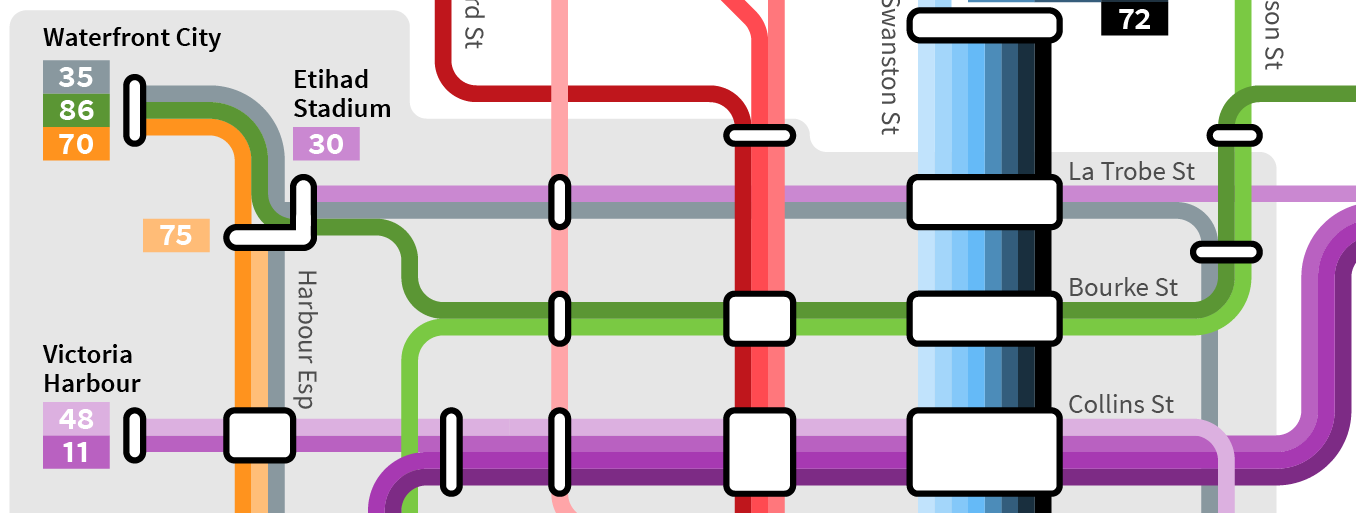 Waterfront City
35
86
70
Etihad
Stadium
30
75
Harbour Esp
Victoria
Harbour
48
11
rd St
Swanston St
72
son St
La Trobe St
Bourke St
Collins St